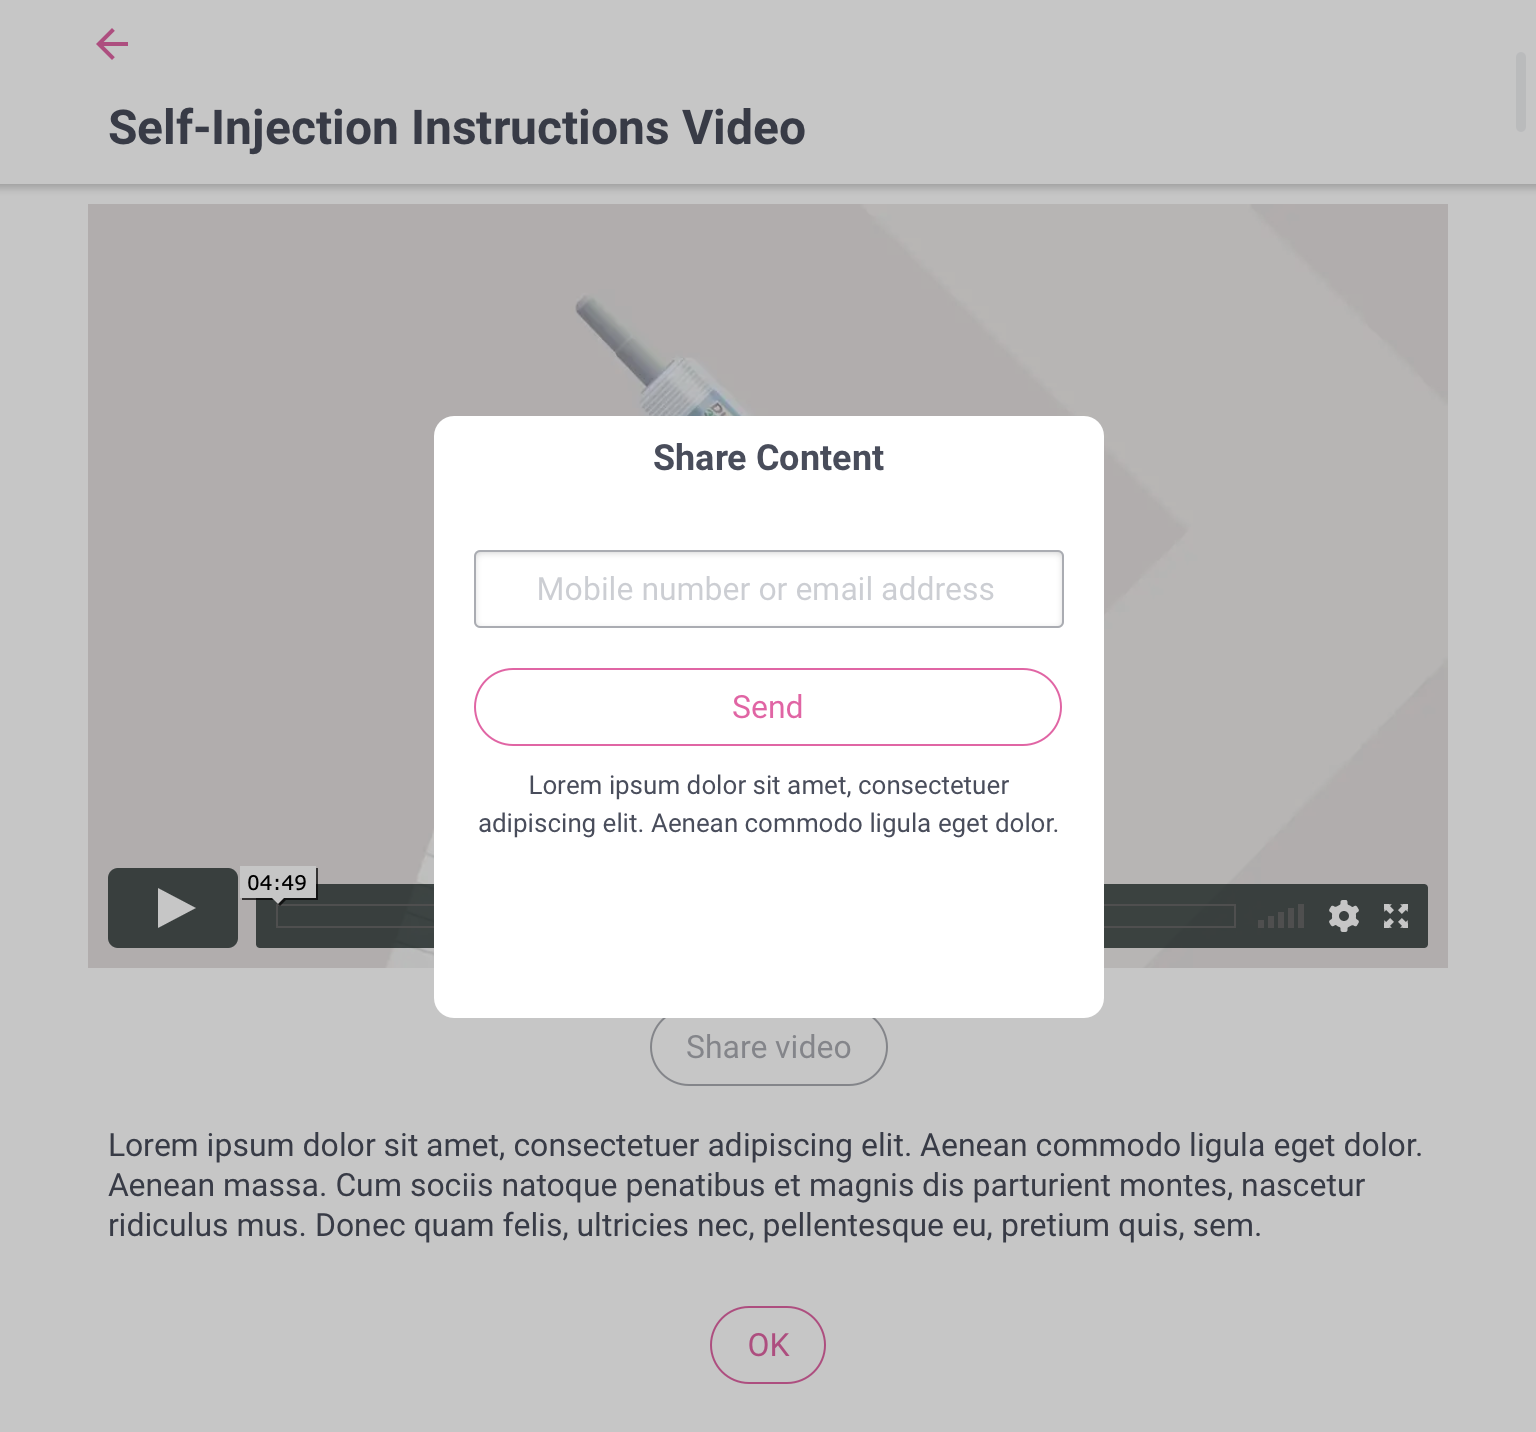 Self-Injection Instructions Video
Share Content
Mobile number or email address
Send
Lorem ipsum dolor sit amet, consectetuer
adipiscing elit. Aenean commodo ligula eget dolor.
04:49
Share video
Lorem ipsum dolor sit amet, consectetuer adipiscing elit. Aenean commodo ligula eget dolor.
Aenean massa. Cum sociis natoque penatibus et magnis dis parturient montes, nascetur
ridiculus mus. Donec quam felis, ultricies nec, pellentesque eu, pretium quis, sem.
OK